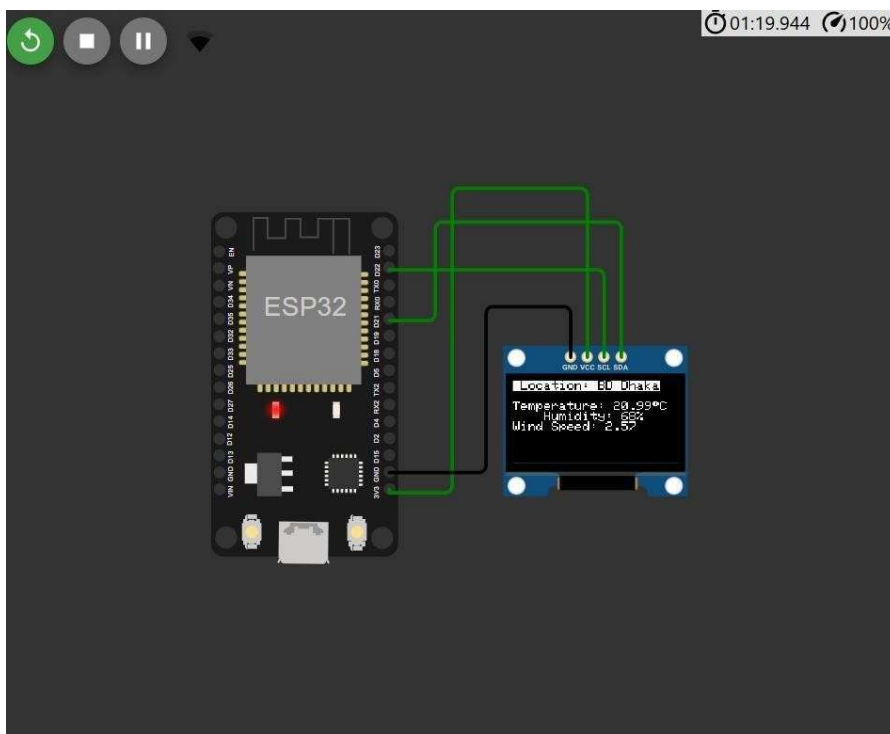 01:19.944 100%
ESP32
EN
VP
VN
D34
D35
D32
D33
D25
D26
D27
D14
D12
D13
GND
VIN
D23
D22
TX0
RX0
D21
D19
D18
D5
TX2
RX2
D4
D2
D15
GND
3V3
GND VCC SCL SDA
Location: BD Dhaka
Temperature: 20.99°C
Humidity: 68%
Wind Speed: 2.57